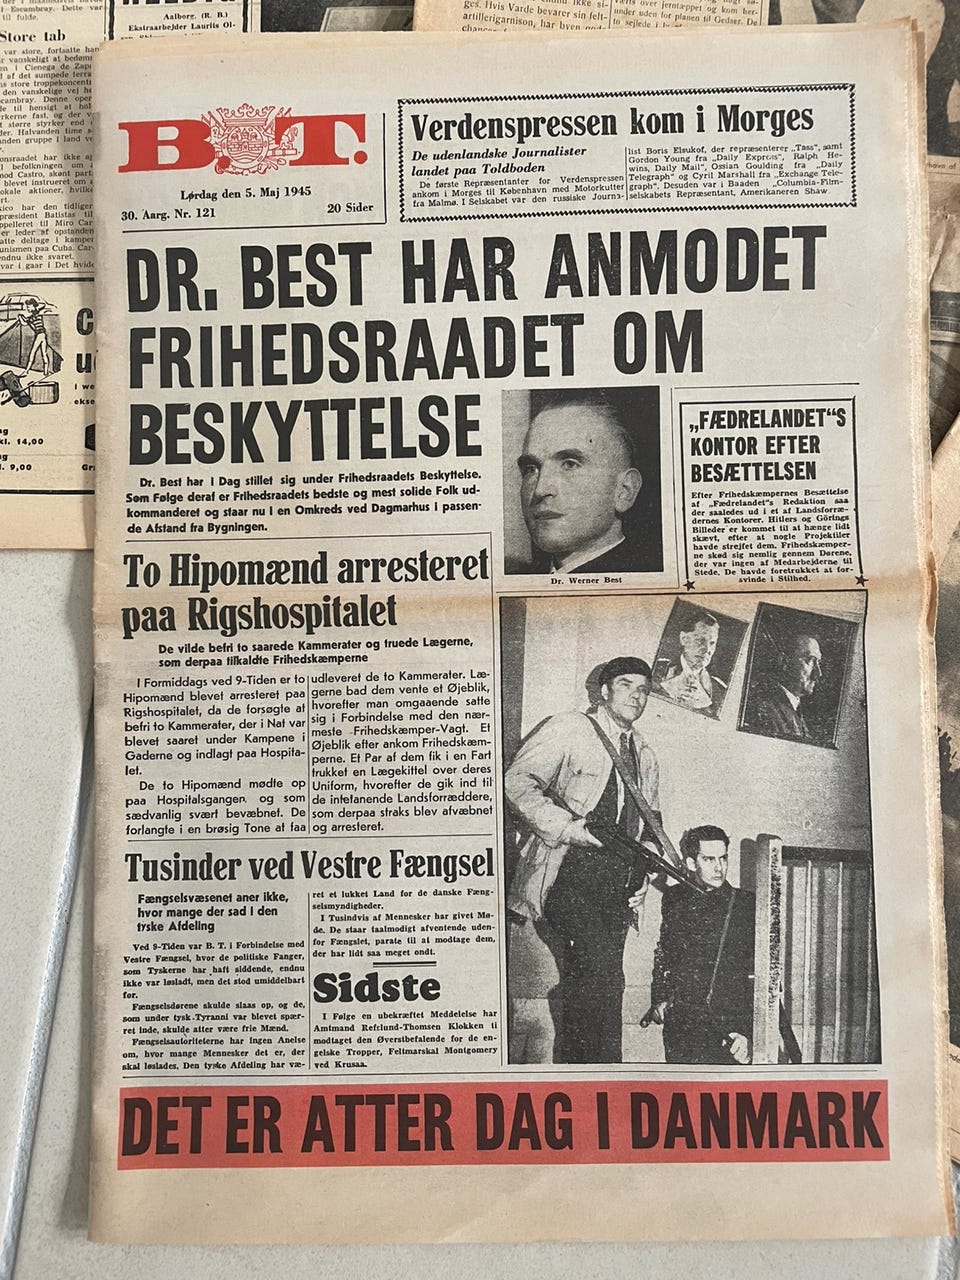 Aalborg. (R. B.)
Ekstraarbejder Laurits Ol-
Store tab
B.T.
Lørdag den 5. Maj 1945
30. Aarg. Nr. 121
20 Sider
Verdenspressen kom i Morges
De udenlandske Journalister
landet paa Toldboden
De første Repræsentanter for Verdenspressen
ankom i Morges til København med Motorkutter
fra Malmø. I Selskabet var den russiske Journa-
list Boris Elsukof, der repræsenterer „Tass“, samt
Gordon Young fra „Daily Express“, Ralph He-
wins, Daily Mail“, Ossian Goulding fra „Daily
Telegraph“ og Cyril Marshall fra „Exchange Tele-
graph“. Desuden var i Baaden „Columbia-Film-
selskabets Repræsentant, Amerikaneren Shaw
DR. BEST HAR ANMODET
FRIHEDSRAADET OM
BESKYTTELSE
Dr. Best har i Dag stillet sig under Frihedsraadets Beskyttelse.
Som Følge deraf er Frihedsraadets bedste og mest solide Folk ud-
kommanderet og staar nu i en Omkreds ved Dagmarhus i passen-
de Afstand fra Bygningen.
Dr. Werner Best
„FÆDRELANDET“S
KONTOR EFTER
BESÆTTELSEN
Efter Frihedskæmpernes Besættelse
af „Fædrelandet“s Redaktion saa
der saaledes ud i et af Landsforræ-
dernes Kontorer. Hitlers og Görings
Billeder er kommet til at hænge lidt
skævt, efter at nogle Projektiler
havde strejfet dem. Frihedskæmper-
ne skød sig nemlig gennem Dørene,
der var ingen af Medarbejderne til
Stede. De havde foretrukket at for-
svinde i Stilhed.
To Hipomænd arresteret
paa Rigshospitalet
De vilde befri to saarede Kammerater og truede Lægerne,
som derpaa tilkaldte Frihedskæmperne
I Formiddags ved 9-Tiden er to
Hipomænd blevet arresteret paa
Rigshospitalet, da de forsøgte at
befri to Kammerater, der i Nat var
blevet saaret under Kampene i
Gaderne og indlagt paa Hospita-
let.
De to Hipomænd mødte op
paa Hospitalsgangen, og som
sædvanlig svært bevæbnet. De
forlangte i en brøsig Tone at faa
udleveret de to Kammerater. Læ-
gerne bad dem vente et Øjeblik,
hvorefter man omgaaende satte
sig i Forbindelse med den nær-
meste Frihedskæmper-Vagt. Et
Øjeblik efter ankom Frihedskæm-
perne. Et Par af dem fik i en Fart
trukket en Lægekittel over deres
Uniform, hvorefter de gik ind til
de intetanende Landsforræddere,
som derpaa straks blev afvæbnet
og arresteret.
Tusinder ved Vestre Fængsel
Fængselsvæsenet aner ikke,
hvor mange der sad i den
tyske Afdeling
Ved 9-Tiden var B. T. i Forbindelse med
Vestre Fængsel, hvor de politiske Fanger,
som Tyskerne har haft siddende, endnu
ikke var løsladt, men det stod umiddelbart
for.
Fængselsdørene skulde slaas op, og de,
som under tysk Tyranni var blevet spær-
ret inde, skulde atter være frie Mænd.
Fængselsautoriteterne har ingen Anelse
om, hvor mange Mennesker det er, der
skal løslades. Den tyske Afdeling har væ-
ret et lukket Land for de danske Fæng-
selsmyndigheder.
I Tusindvis af Mennesker har givet Mø-
de. De staar taalmodigt afventende uden-
for Fængslet, parate til at modtage dem,
der har lidt saa meget ondt.
Sidste
I Følge en ubekræftet Meddelelse har
Amtmand Refslund-Thomsen Klokken 11
modtaget den Øverstbefalende for de en-
gelske Tropper, Feltmarskal Montgomery
ved Krusaa.
DET ER ATTER DAG I DANMARK